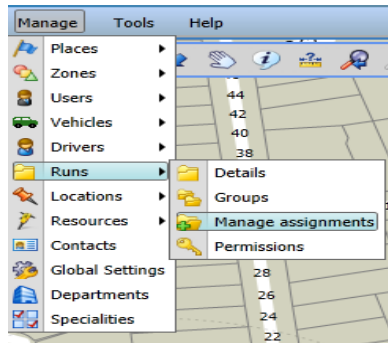 Manage Tools Help
Places
Zones
Users
Vehicles
Drivers
Runs
Locations
Resources
Contacts
Global Settings
Departments
Specialities
Details
Groups
Manage assignments
Permissions
44
42
40
38
28
26
24
22